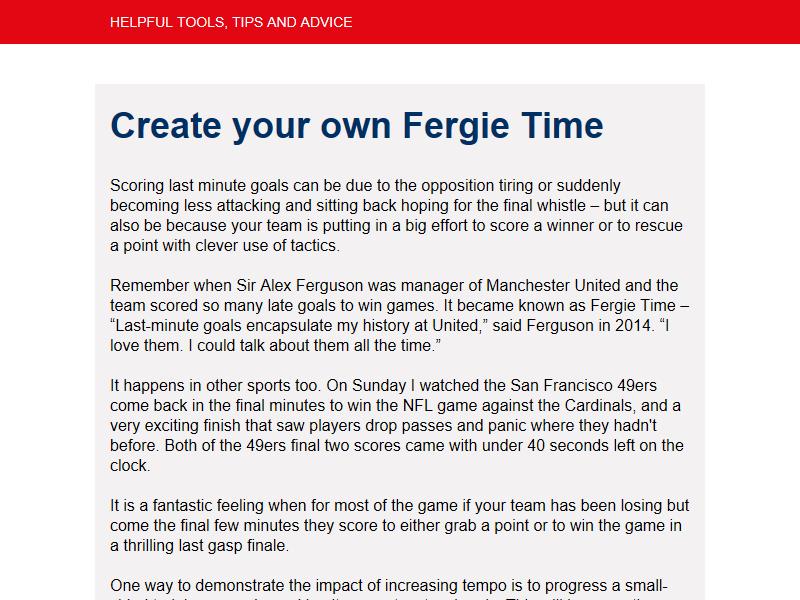 HELPFUL TOOLS, TIPS AND ADVICE
Create your own Fergie Time
Scoring last minute goals can be due to the opposition tiring or suddenly
becoming less attacking and sitting back hoping for the final whistle – but it can
also be because your team is putting in a big effort to score a winner or to rescue
a point with clever use of tactics.
Remember when Sir Alex Ferguson was manager of Manchester United and the
team scored so many late goals to win games. It became known as Fergie Time –
“Last-minute goals encapsulate my history at United,” said Ferguson in 2014. “I
love them. I could talk about them all the time.”
It happens in other sports too. On Sunday I watched the San Francisco 49ers
come back in the final minutes to win the NFL game against the Cardinals, and a
very exciting finish that saw players drop passes and panic where they hadn't
before. Both of the 49ers final two scores came with under 40 seconds left on the
clock.
It is a fantastic feeling when for most of the game if your team has been losing but
come the final few minutes they score to either grab a point or to win the game in
a thrilling last gasp finale.
One way to demonstrate the impact of increasing tempo is to progress a small-